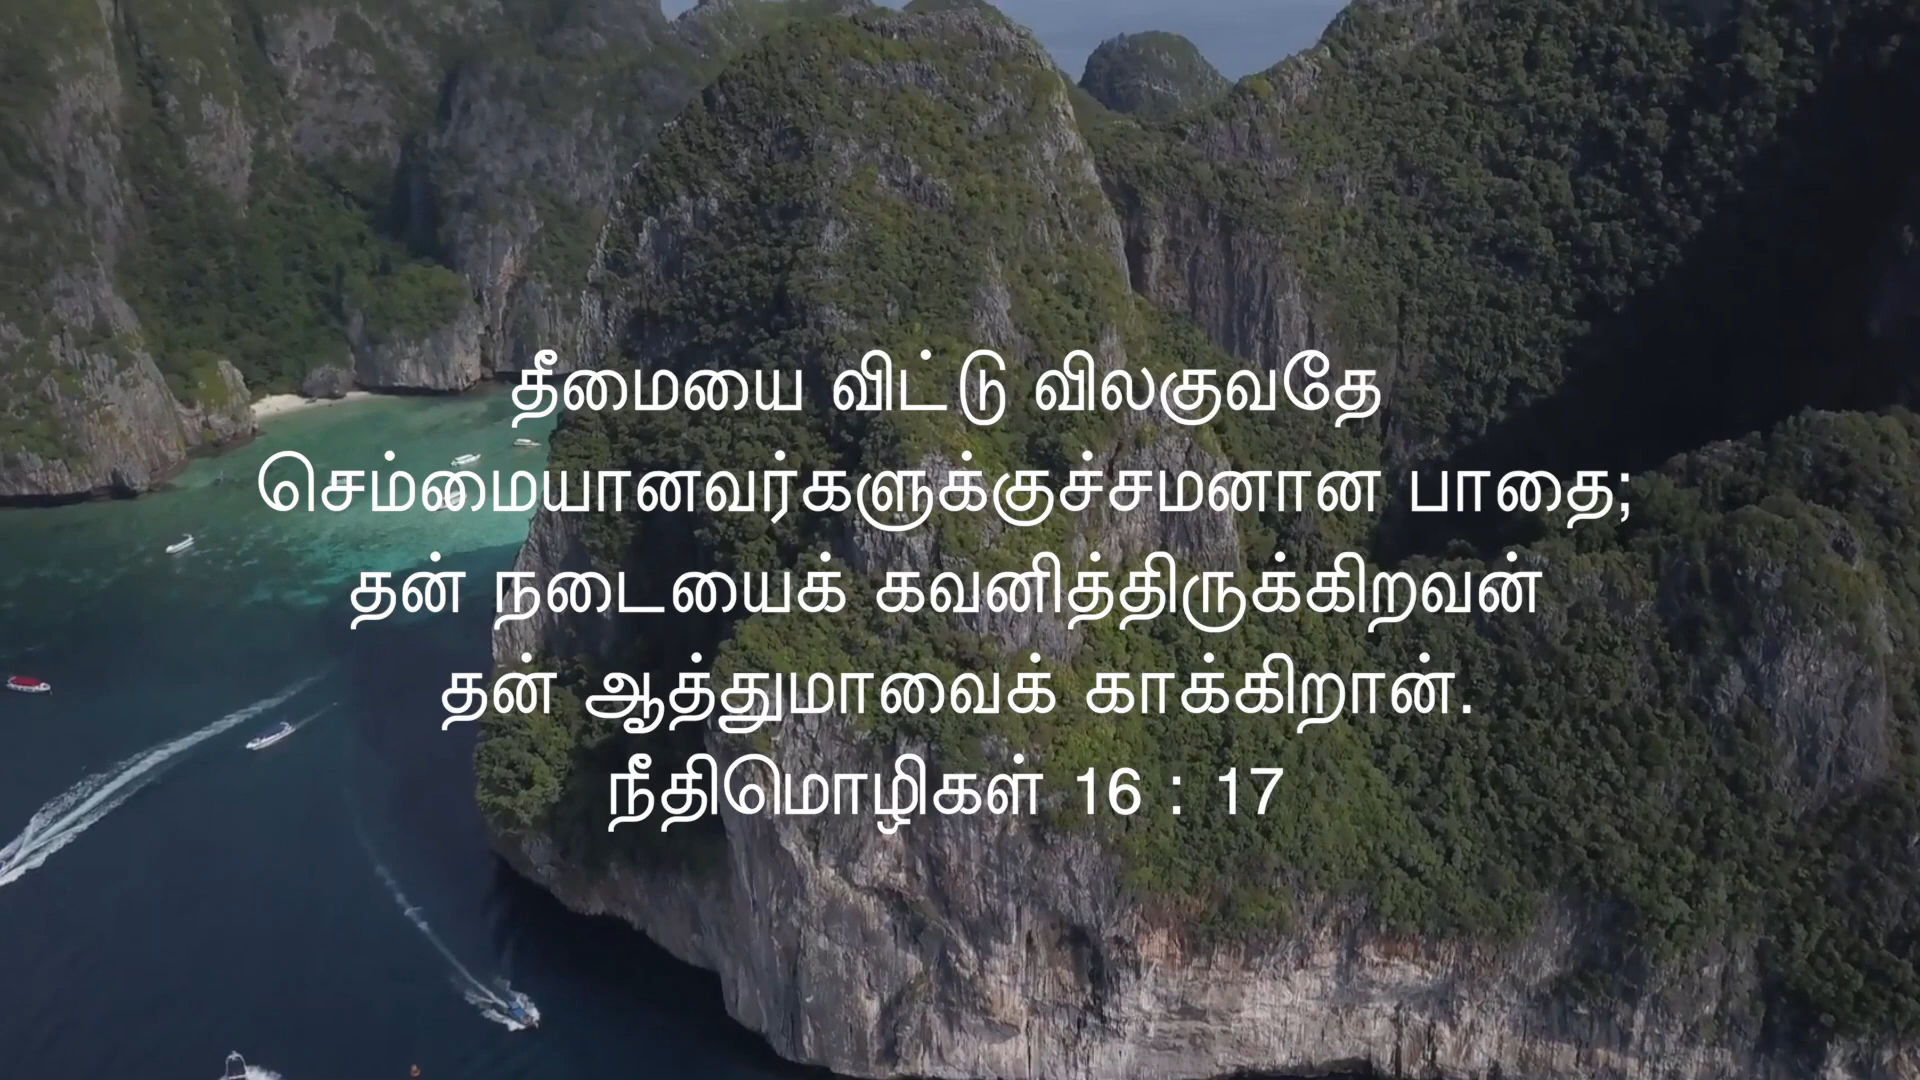 தீமையை விட்டு விலகுவதே
செம்மையானவர்களுக்குச்சமனான பாதை;
தன் நடையைக் கவனித்திருக்கிறவன்
தன் ஆத்துமாவைக் காக்கிறான்.
நீதிமொழிகள் 16 : 17